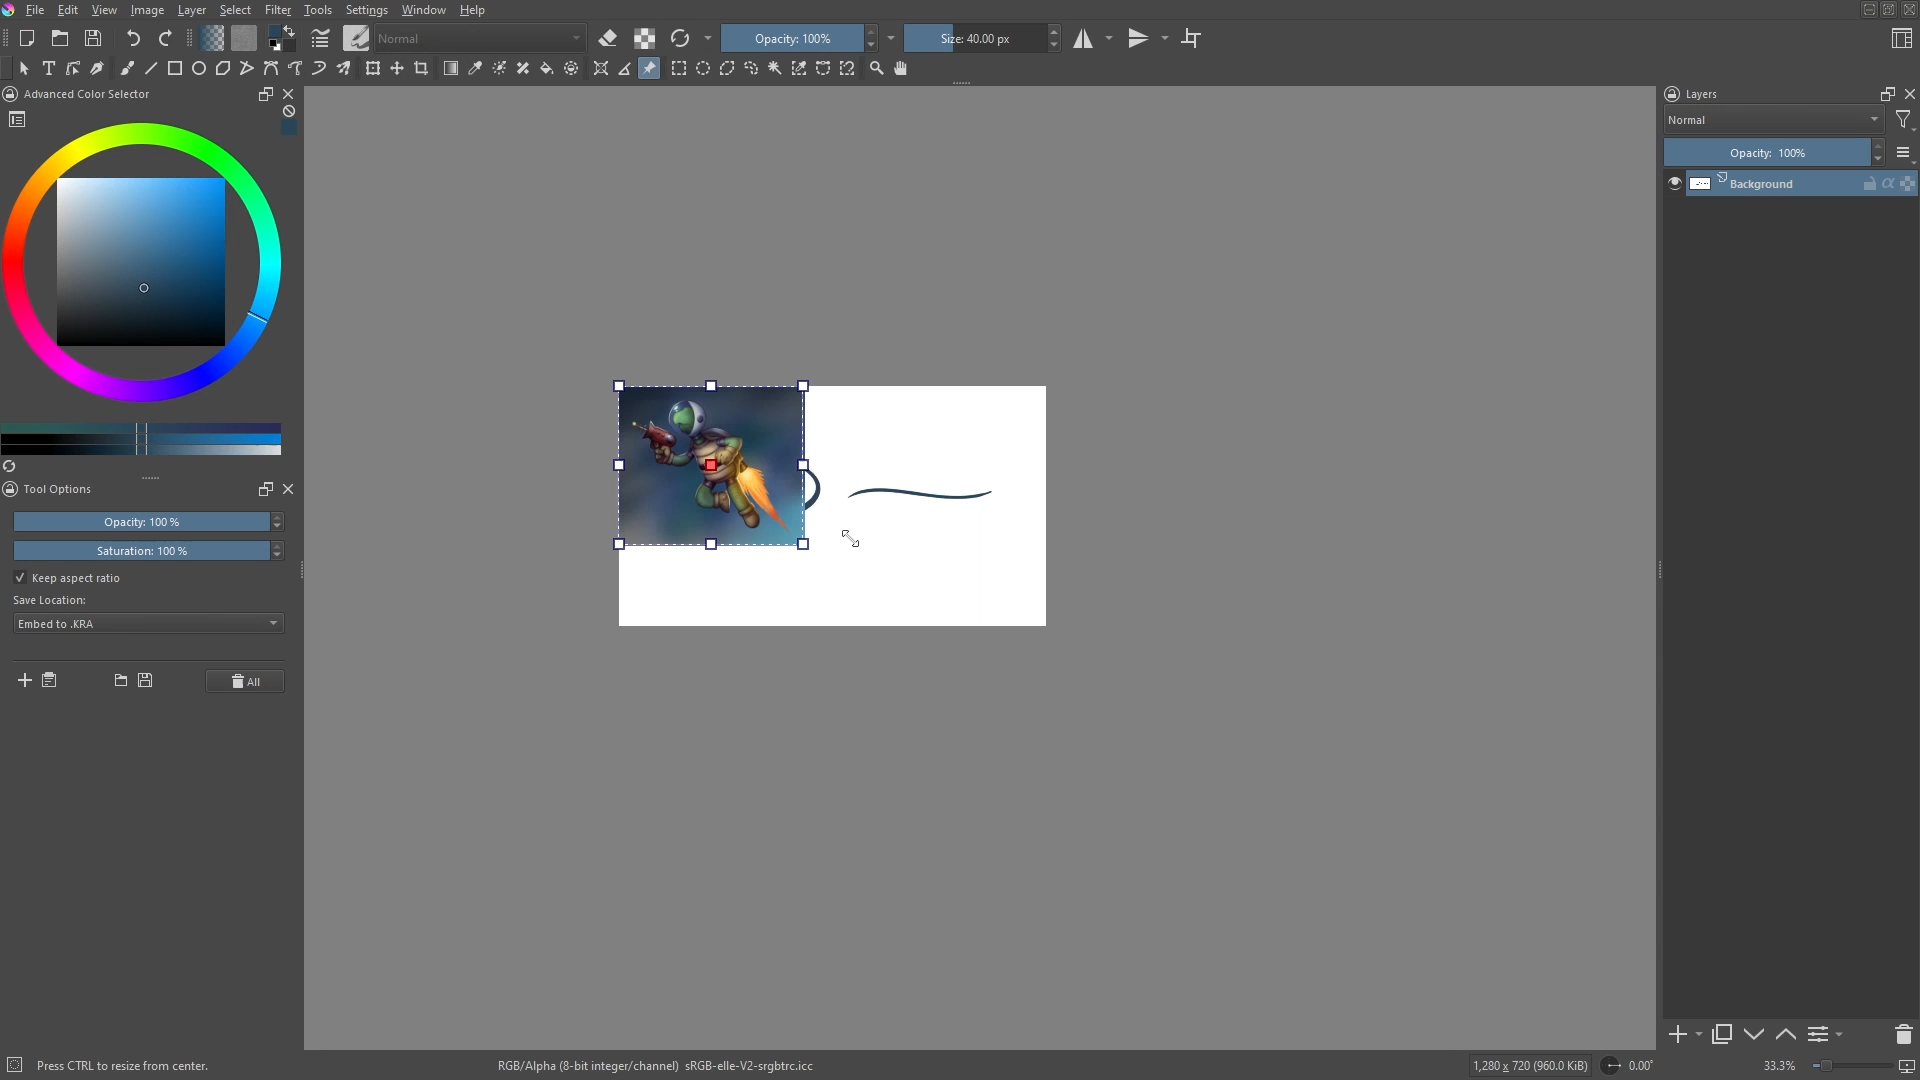 File Edit View Image Layer Select Filter Tools Settings Window Help
Normal
Opacity: 100%
Size: 40.00 px
Advanced Color Selector
Tool Options
Opacity: 100 %
Saturation: 100 %
Keep aspect ratio
Save Location:
Embed to .KRA
All
Layers
Normal
Opacity: 100%
Background
Press CTRL to resize from center.
RGB/Alpha (8-bit integer/channel) sRGB-elle-V2-srgbtrc.icc
1,280 x 720 (960.0 KiB)
0.00°
33.3%